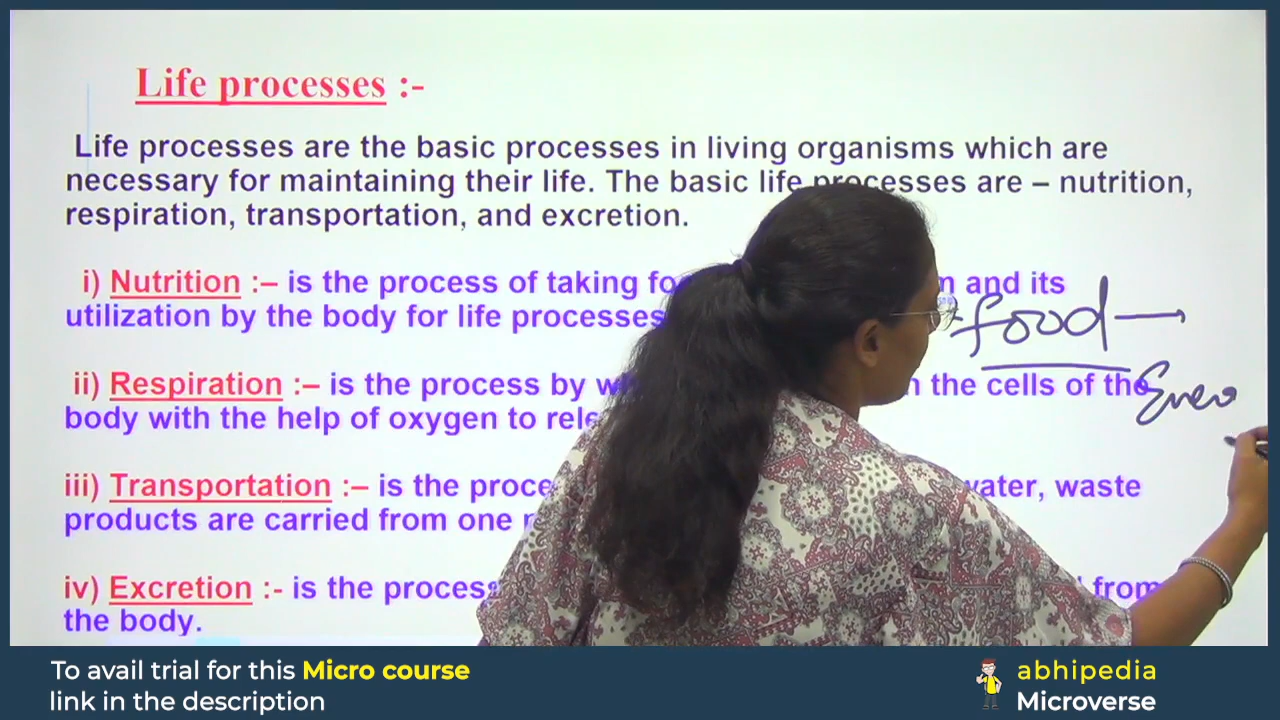 Life processes :-
Life processes are the basic processes in living organisms which are
necessary for maintaining their life. The basic life processes are – nutrition,
respiration, transportation, and excretion.
i) Nutrition :– is the process of taking and its
utilization by the body for life processes
food →
ii) Respiration :– is the process by the cells of the
body with the help of oxygen to
iii) Transportation :– is the water, waste
products are carried from one
iv) Excretion :- is the process from
the body.
To avail trial for this Micro course
link in the description
abhipedia
Microverse